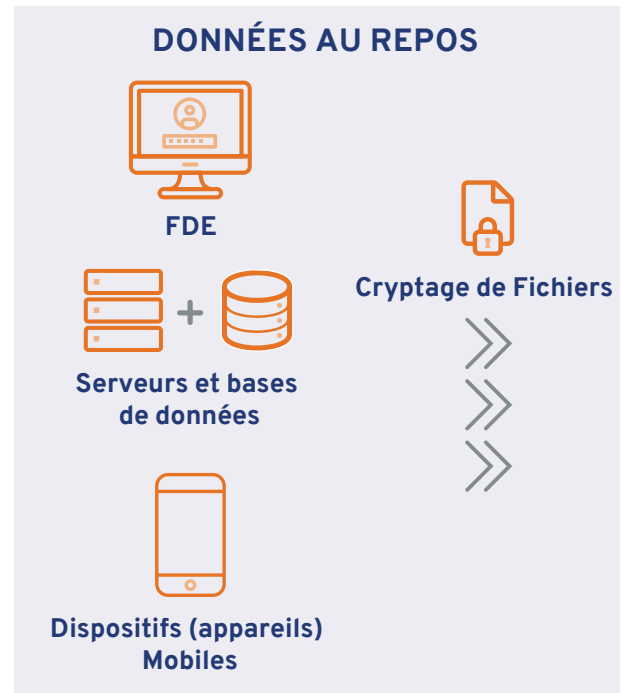 DONNÉES AU REPOS
FDE
Cryptage de Fichiers
Serveurs et bases
de données
Dispositifs (appareils)
Mobiles